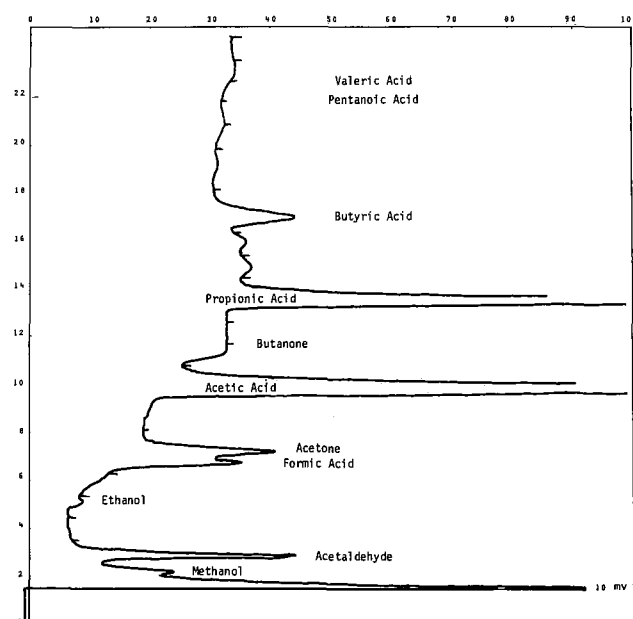 0 10 20 30 40 50 60 70 80 90 10
Valeric Acid
22
Pentanoic Acid
20
18
Butyric Acid
16
14
Propionic Acid
12
Butanone
10
Acetic Acid
8
Acetone
Formic Acid
6
Ethanol
4
Acetaldehyde
Methanol
2
10 mv